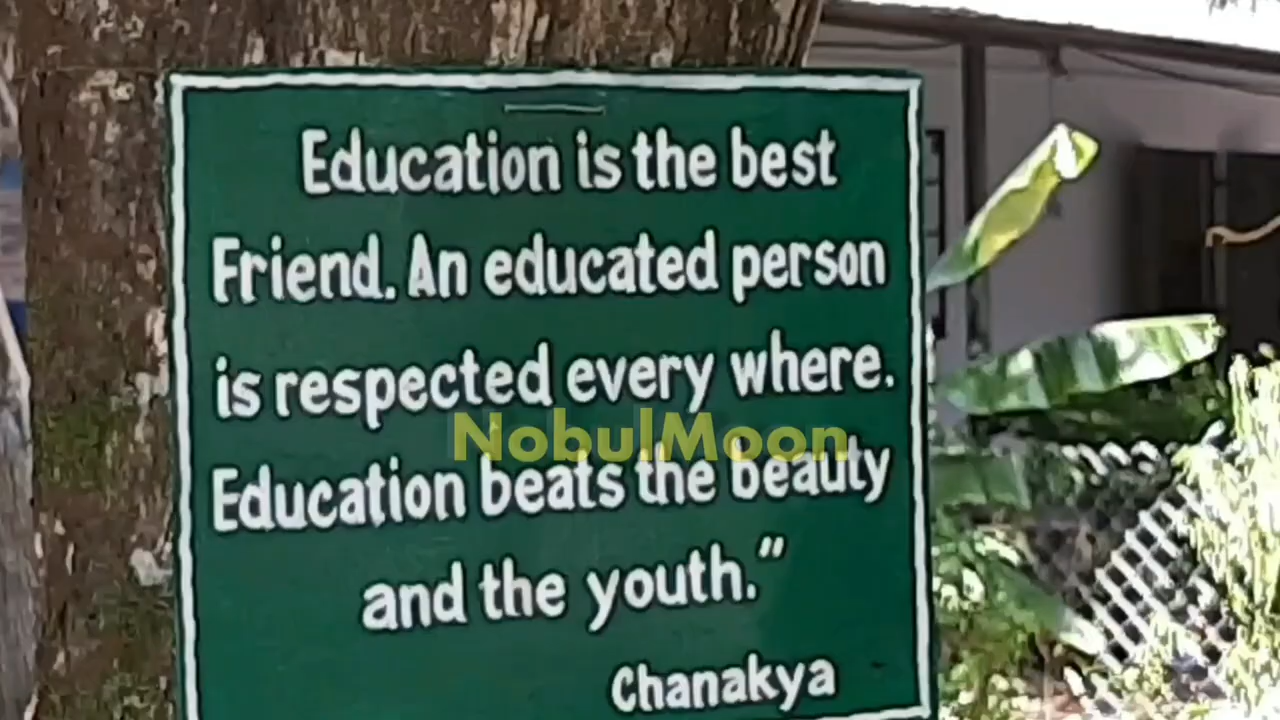 Education is the best
Friend. An educated person
is respected every where.
NobulMoon
Education beats the beauty
and the youth.”
Chanakya